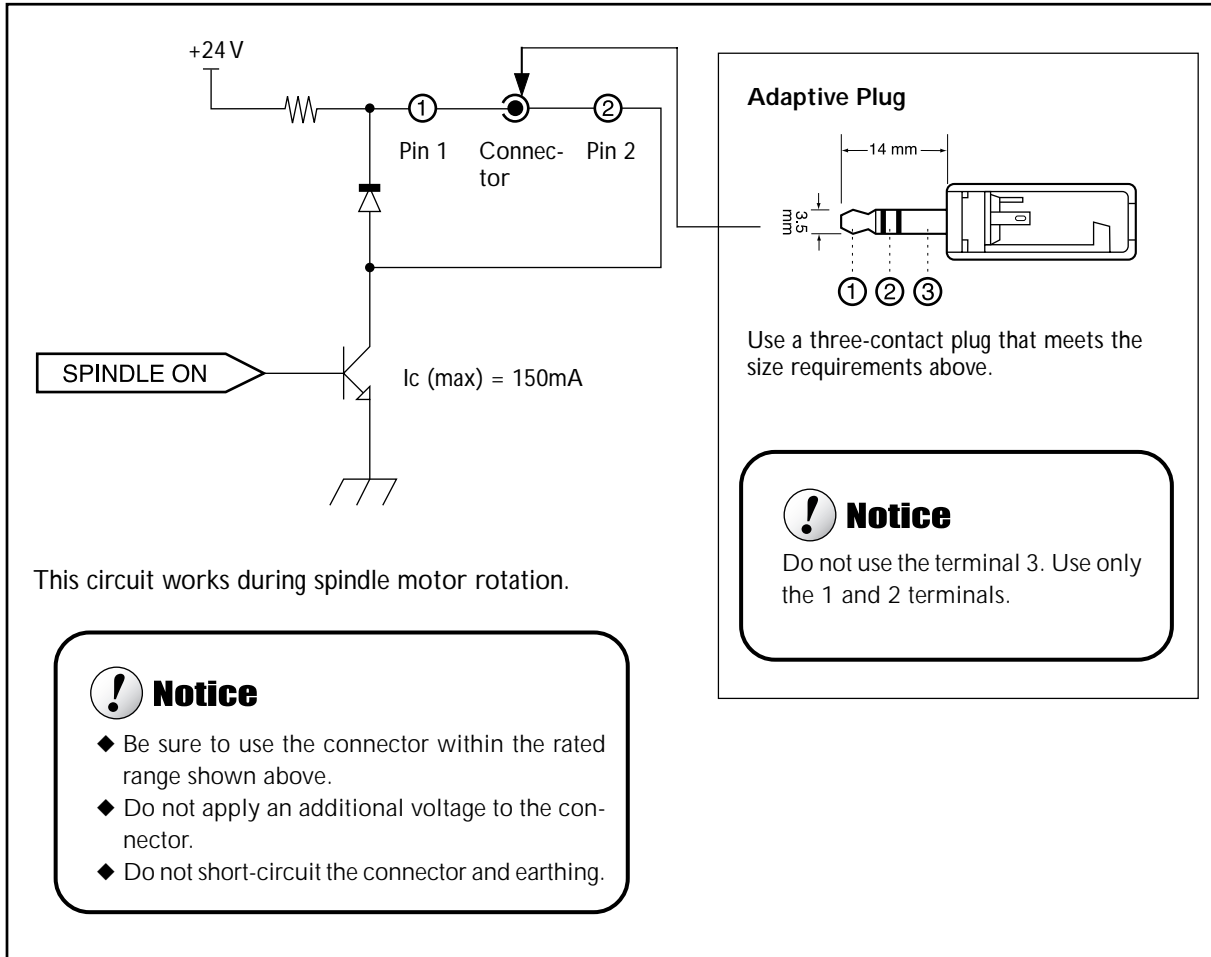 +24 V
① ②
Pin 1 Connec-
tor Pin 2
SPINDLE ON
Ic (max) = 150mA
This circuit works during spindle motor rotation.
! Notice
◆ Be sure to use the connector within the rated
range shown above.
◆ Do not apply an additional voltage to the con-
nector.
◆ Do not short-circuit the connector and earthing.
Adaptive Plug
14 mm
3.5
mm
① ② ③
Use a three-contact plug that meets the
size requirements above.
! Notice
Do not use the terminal 3. Use only
the 1 and 2 terminals.